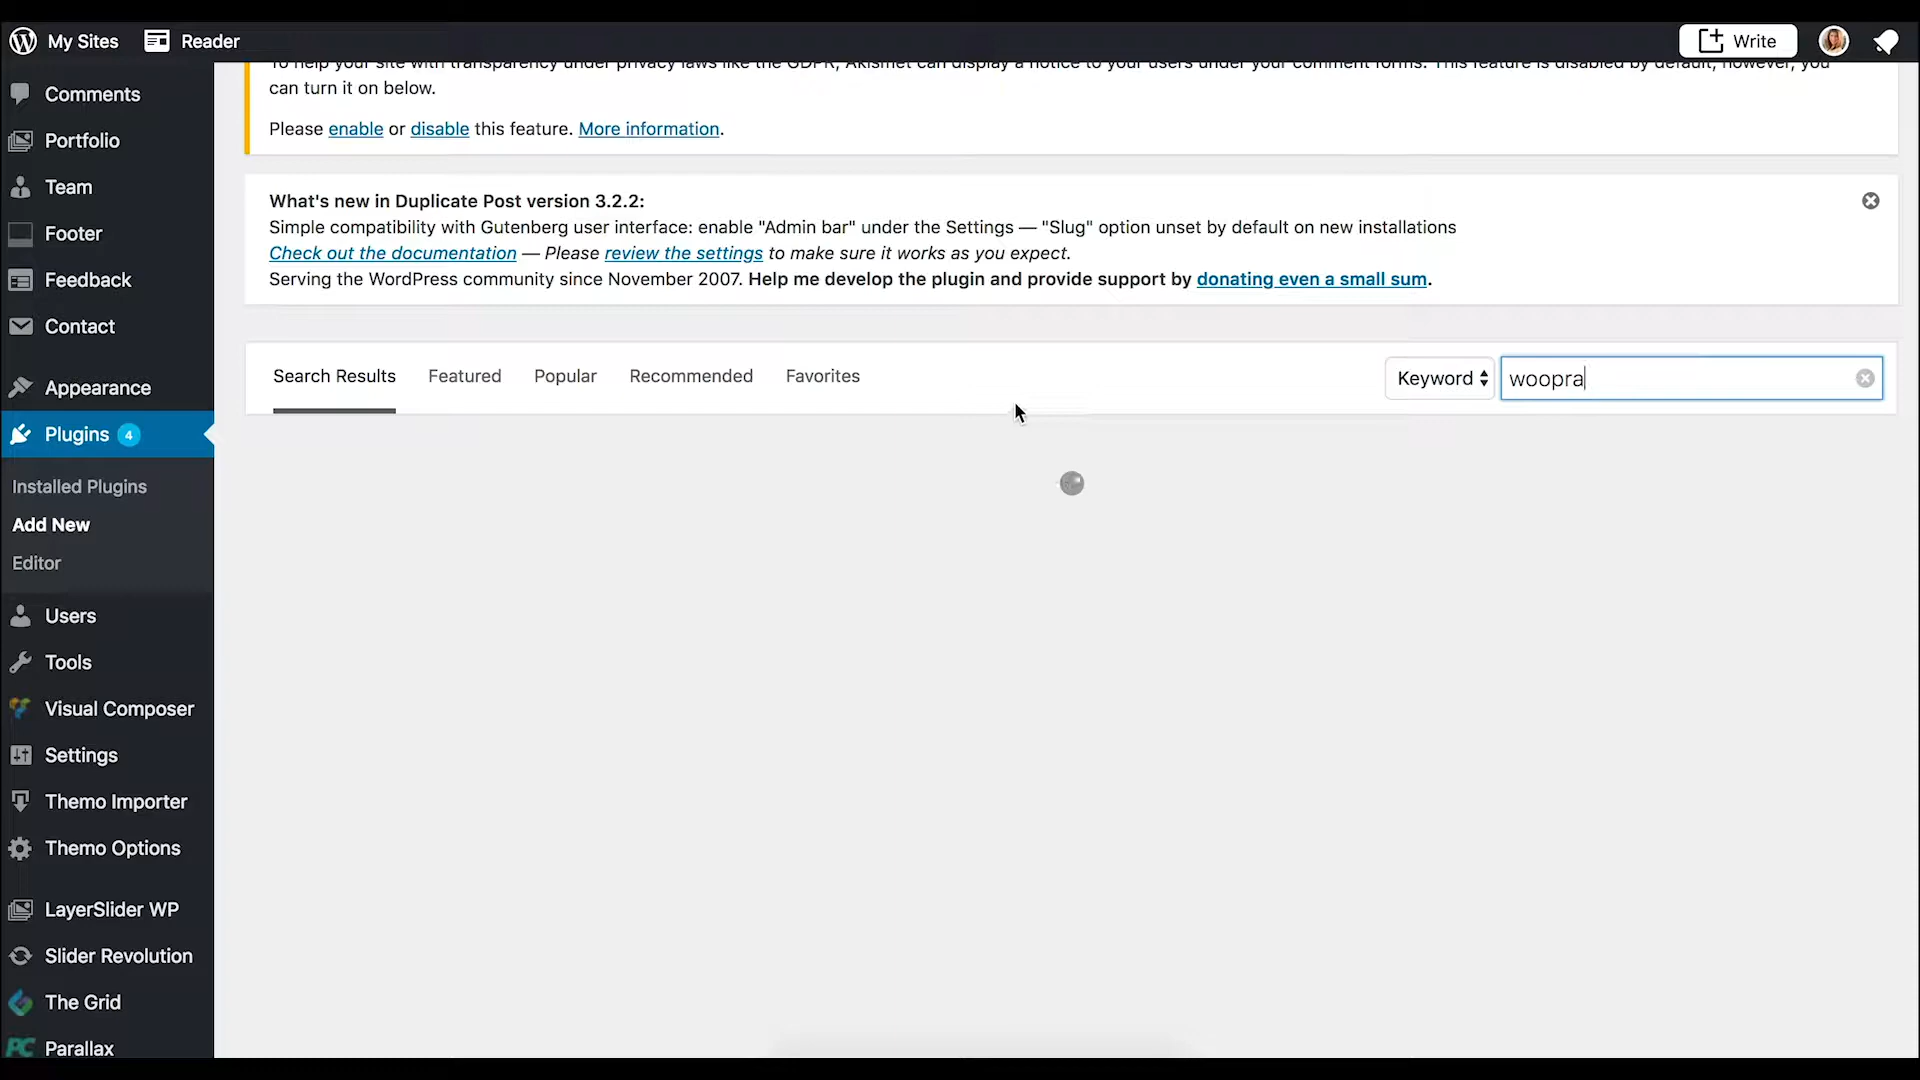 My Sites
Reader
Write
Comments
Portfolio
Team
Footer
Feedback
Contact
Appearance
Plugins 4
Installed Plugins
Add New
Editor
Users
Tools
Visual Composer
Settings
Themo Importer
Themo Options
LayerSlider WP
Slider Revolution
The Grid
PC Parallax
To help your site with transparency under privacy laws like the GDPR, Akismet can display a notice to your users under your comment forms. This feature is disabled by default, however, you
can turn it on below.
Please enable or disable this feature. More information.
What's new in Duplicate Post version 3.2.2:
Simple compatibility with Gutenberg user interface: enable "Admin bar" under the Settings — "Slug" option unset by default on new installations
Check out the documentation — Please review the settings to make sure it works as you expect.
Serving the WordPress community since November 2007. Help me develop the plugin and provide support by donating even a small sum.
Search Results
Featured
Popular
Recommended
Favorites
Keyword
woopra